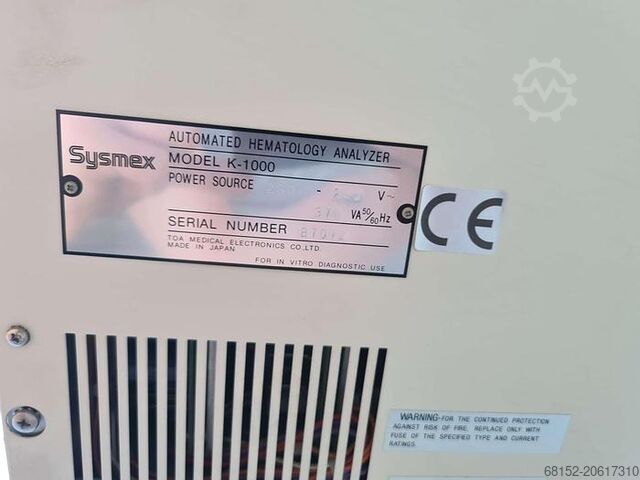 Sysmex
AUTOMATED HEMATOLOGY ANALYZER
MODEL K-1000
POWER SOURCE - V~
VA 50/60 Hz
SERIAL NUMBER
TOA MEDICAL ELECTRONICS CO.,LTD.
MADE IN JAPAN
FOR IN VITRO DIAGNOSTIC USE
CE
WARNING-FOR THE CONTINUED PROTECTION
AGAINST RISK OF FIRE, REPLACE ONLY WITH
FUSE OF THE SPECIFIED TYPE AND CURRENT
RATINGS.
68152-20617310